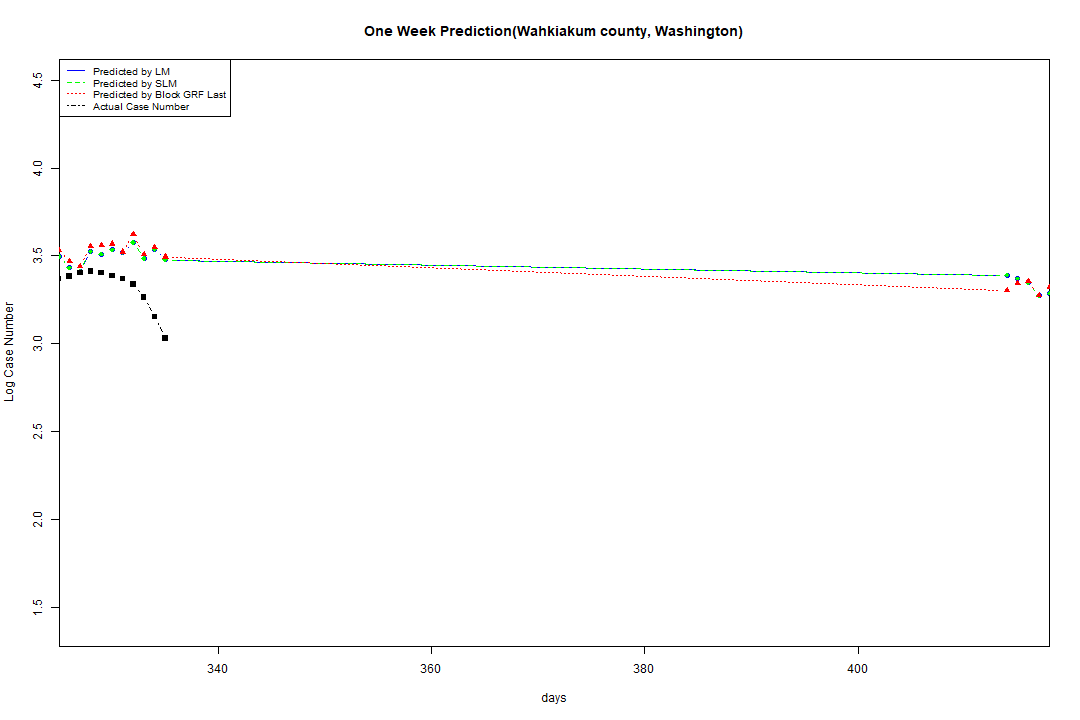 One Week Prediction(Wahkiakum county, Washington)
Predicted by LM
Predicted by SLM
Predicted by Block GRF Last
Actual Case Number
4.5
4.0
3.5
3.0
2.5
2.0
1.5
Log Case Number
340 360 380 400
days